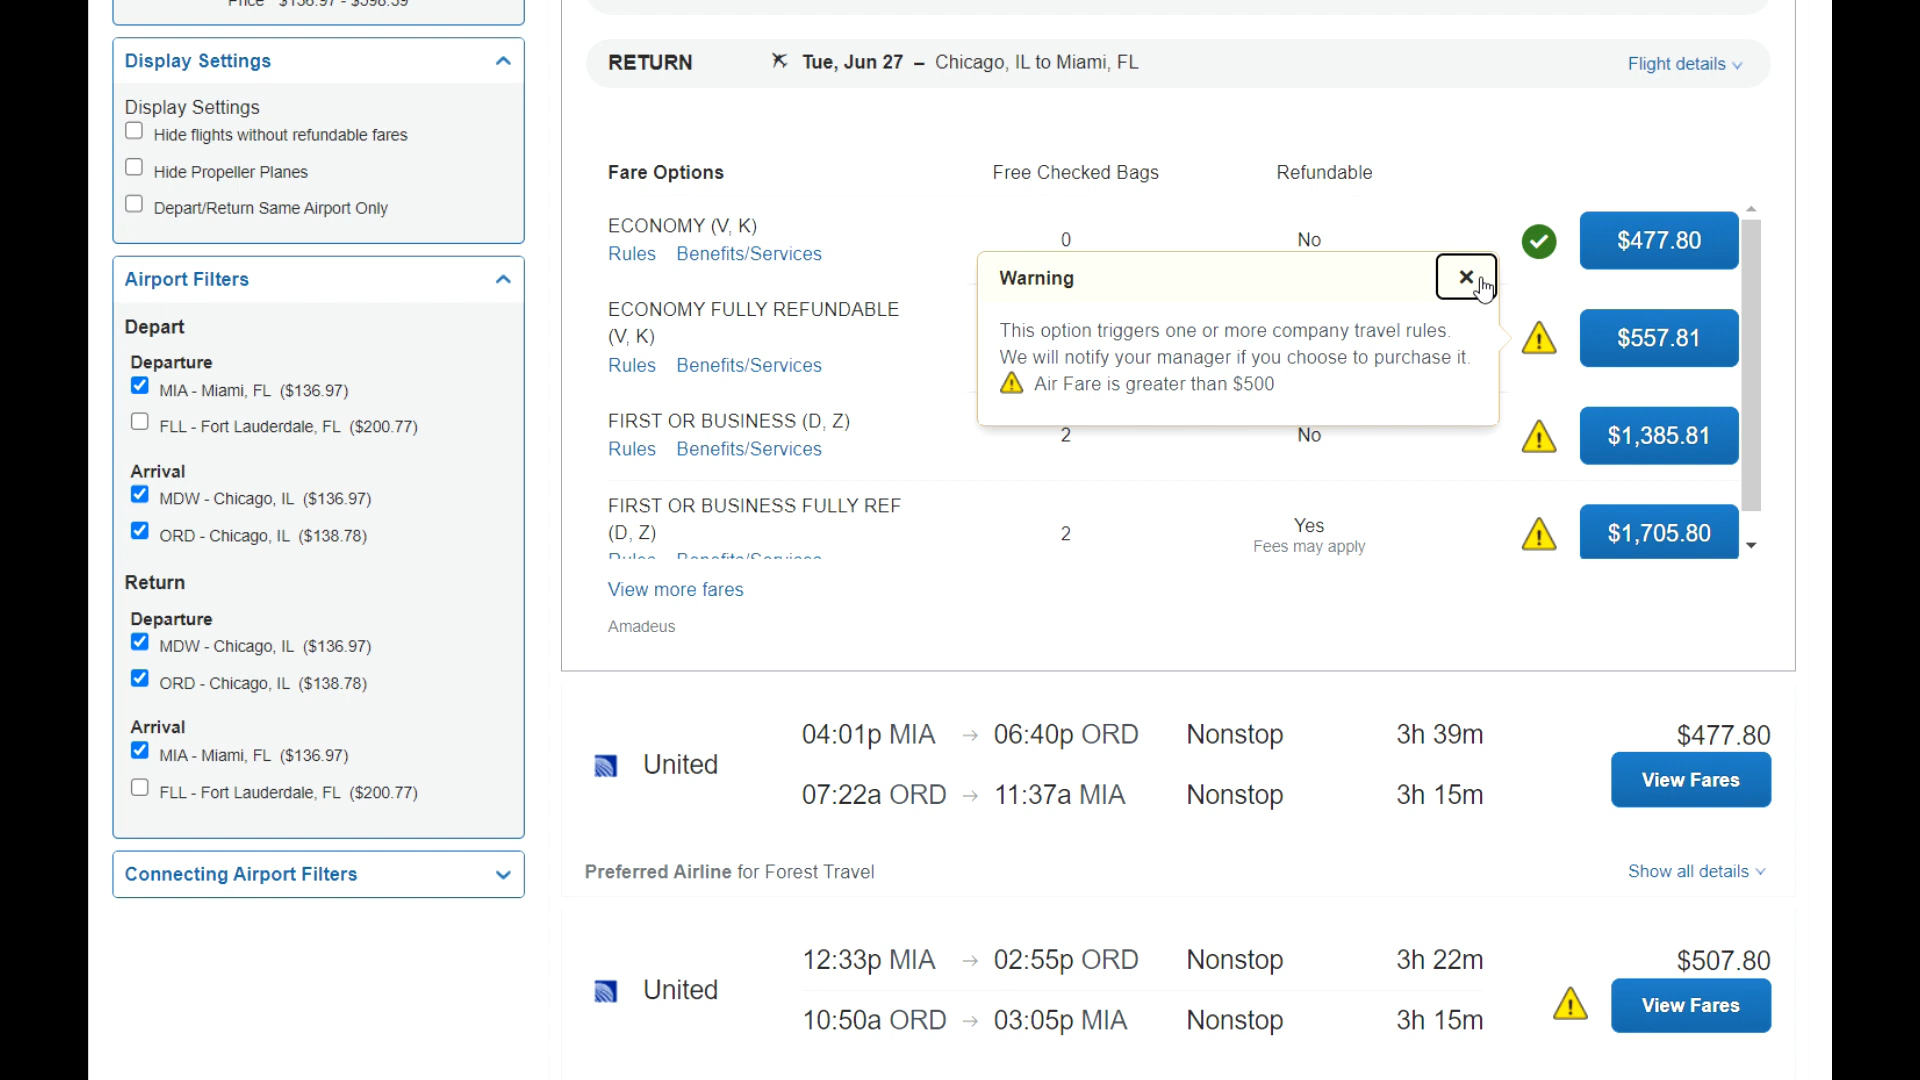 Price $136.97 - $598.39
Display Settings
Display Settings
Hide flights without refundable fares
Hide Propeller Planes
Depart/Return Same Airport Only
Airport Filters
Depart
Departure
MIA - Miami, FL ($136.97)
FLL - Fort Lauderdale, FL ($200.77)
Arrival
MDW - Chicago, IL ($136.97)
ORD - Chicago, IL ($138.78)
Return
Departure
MDW - Chicago, IL ($136.97)
ORD - Chicago, IL ($138.78)
Arrival
MIA - Miami, FL ($136.97)
FLL - Fort Lauderdale, FL ($200.77)
Connecting Airport Filters
RETURN Tue, Jun 27 – Chicago, IL to Miami, FL Flight details
Fare Options Free Checked Bags Refundable
ECONOMY (V, K) 0 No $477.80
Rules Benefits/Services
Warning
This option triggers one or more company travel rules.
We will notify your manager if you choose to purchase it.
Air Fare is greater than $500
ECONOMY FULLY REFUNDABLE
(V, K) $557.81
Rules Benefits/Services
FIRST OR BUSINESS (D, Z) 2 No $1,385.81
Rules Benefits/Services
FIRST OR BUSINESS FULLY REF
(D, Z) 2 Yes $1,705.80
Fees may apply
Rules Benefits/Services
View more fares
Amadeus
United
04:01p MIA → 06:40p ORD Nonstop 3h 39m $477.80
07:22a ORD → 11:37a MIA Nonstop 3h 15m View Fares
Preferred Airline for Forest Travel Show all details
United
12:33p MIA → 02:55p ORD Nonstop 3h 22m $507.80
10:50a ORD → 03:05p MIA Nonstop 3h 15m View Fares